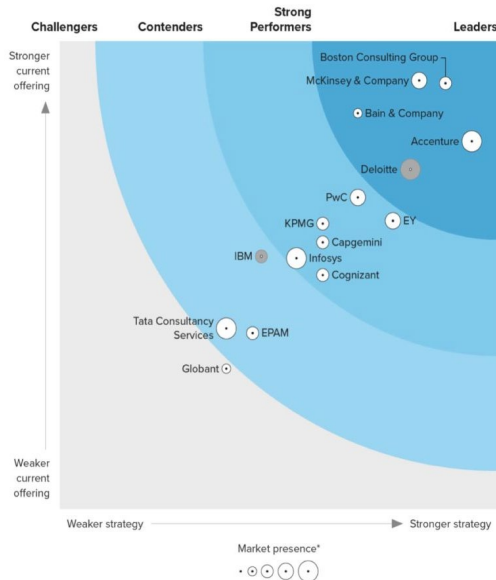 Challengers
Contenders
Strong
Performers
Leaders
Stronger
current
offering
Boston Consulting Group
McKinsey & Company
Bain & Company
Accenture
Deloitte
PwC
EY
KPMG
Capgemini
IBM
Infosys
Cognizant
Tata Consultancy
Services
EPAM
Globant
Weaker
current
offering
Weaker strategy
Stronger strategy
Market presence*